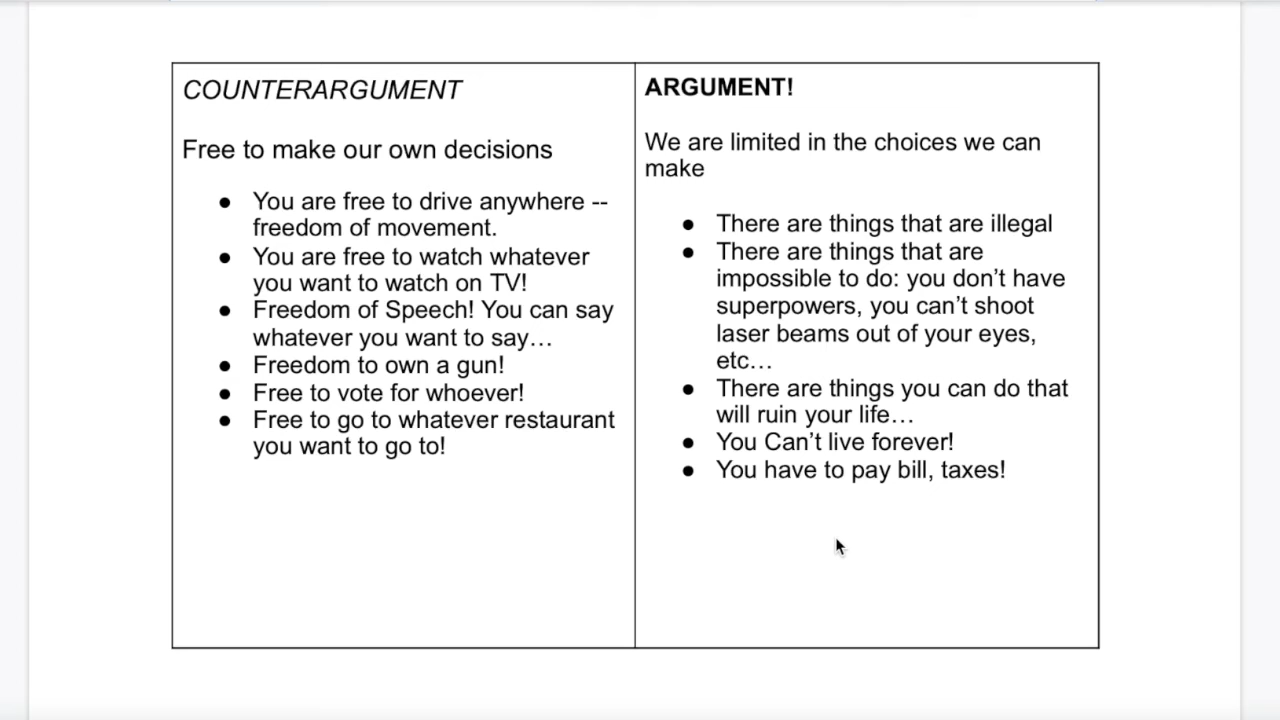 COUNTERARGUMENT
Free to make our own decisions
● You are free to drive anywhere --
freedom of movement.
● You are free to watch whatever
you want to watch on TV!
● Freedom of Speech! You can say
whatever you want to say…
● Freedom to own a gun!
● Free to vote for whoever!
● Free to go to whatever restaurant
you want to go to!
ARGUMENT!
We are limited in the choices we can
make
● There are things that are illegal
● There are things that are
impossible to do: you don’t have
superpowers, you can’t shoot
laser beams out of your eyes,
etc…
● There are things you can do that
will ruin your life…
● You Can’t live forever!
● You have to pay bill, taxes!